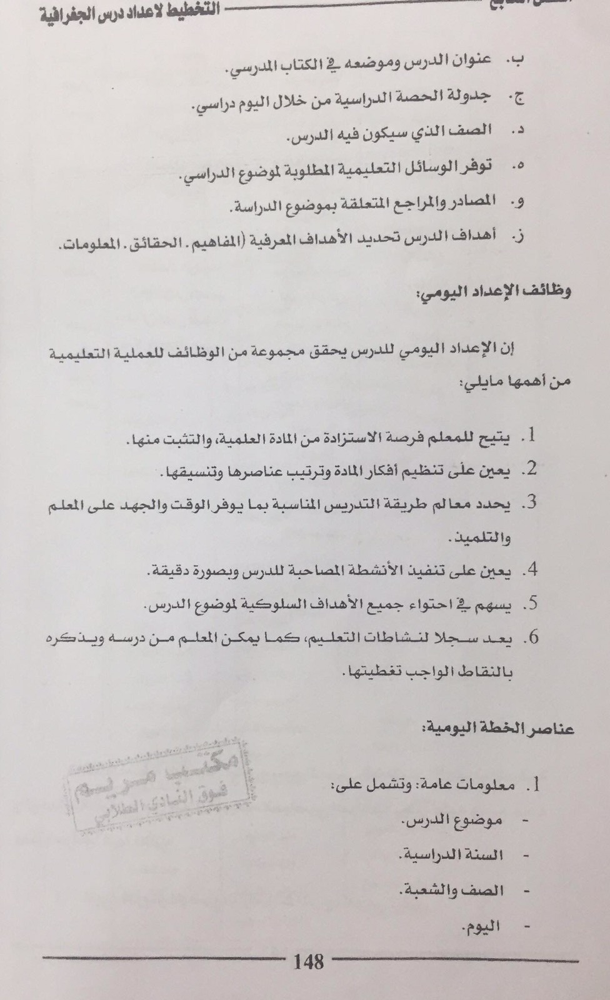 التخطيط لاعداد درس الجغرافية
ب. عنوان الدرس وموضعه في الكتاب المدرسي.
ج. جدولة الحصة الدراسية من خلال اليوم دراسي.
د. الصف الذي سيكون فيه الدرس.
ه. توفر الوسائل التعليمية المطلوبة لموضوع الدراسي.
و. المصادر والمراجع المتعلقة بموضوع الدراسة.
ز. أهداف الدرس تحديد الأهداف المعرفية (المفاهيم. الحقائق. المعلومات.
وظائف الإعداد اليومي:
إن الإعداد اليومي للدرس يحقق مجموعة من الوظائف للعملية التعليمية
من أهمها مايلي:
1. يتيح للمعلم فرصة الاستزادة من المادة العلمية، والتثبت منها.
2. يعين على تنظيم أفكار المادة وترتيب عناصرها وتنسيقها.
3. يحدد معالم طريقة التدريس المناسبة بما يوفر الوقت والجهد على المعلم
والتلميذ.
4. يعين على تنفيذ الأنشطة المصاحبة للدرس وبصورة دقيقة.
5. يسهم في احتواء جميع الأهداف السلوكية لموضوع الدرس.
6. يعد سجلا لنشاطات التعليم، كما يمكن المعلم من درسه ويذكره
بالنقاط الواجب تغطيتها.
عناصر الخطة اليومية:
1. معلومات عامة: وتشمل على:
- موضوع الدرس.
- السنة الدراسية.
- الصف والشعبة.
- اليوم.
مكتب مريم
فوق النادي الطلابي
148